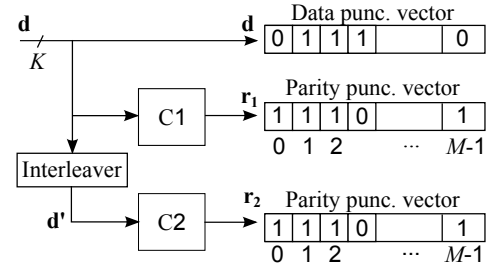 Data punc. vector
d d 0 1 1 1 0
K
Parity punc. vector
C1 r₁ 1 1 1 0 1
0 1 2 ... M-1
Interleaver
Parity punc. vector
d' C2 r₂ 1 1 1 0 1
0 1 2 ... M-1